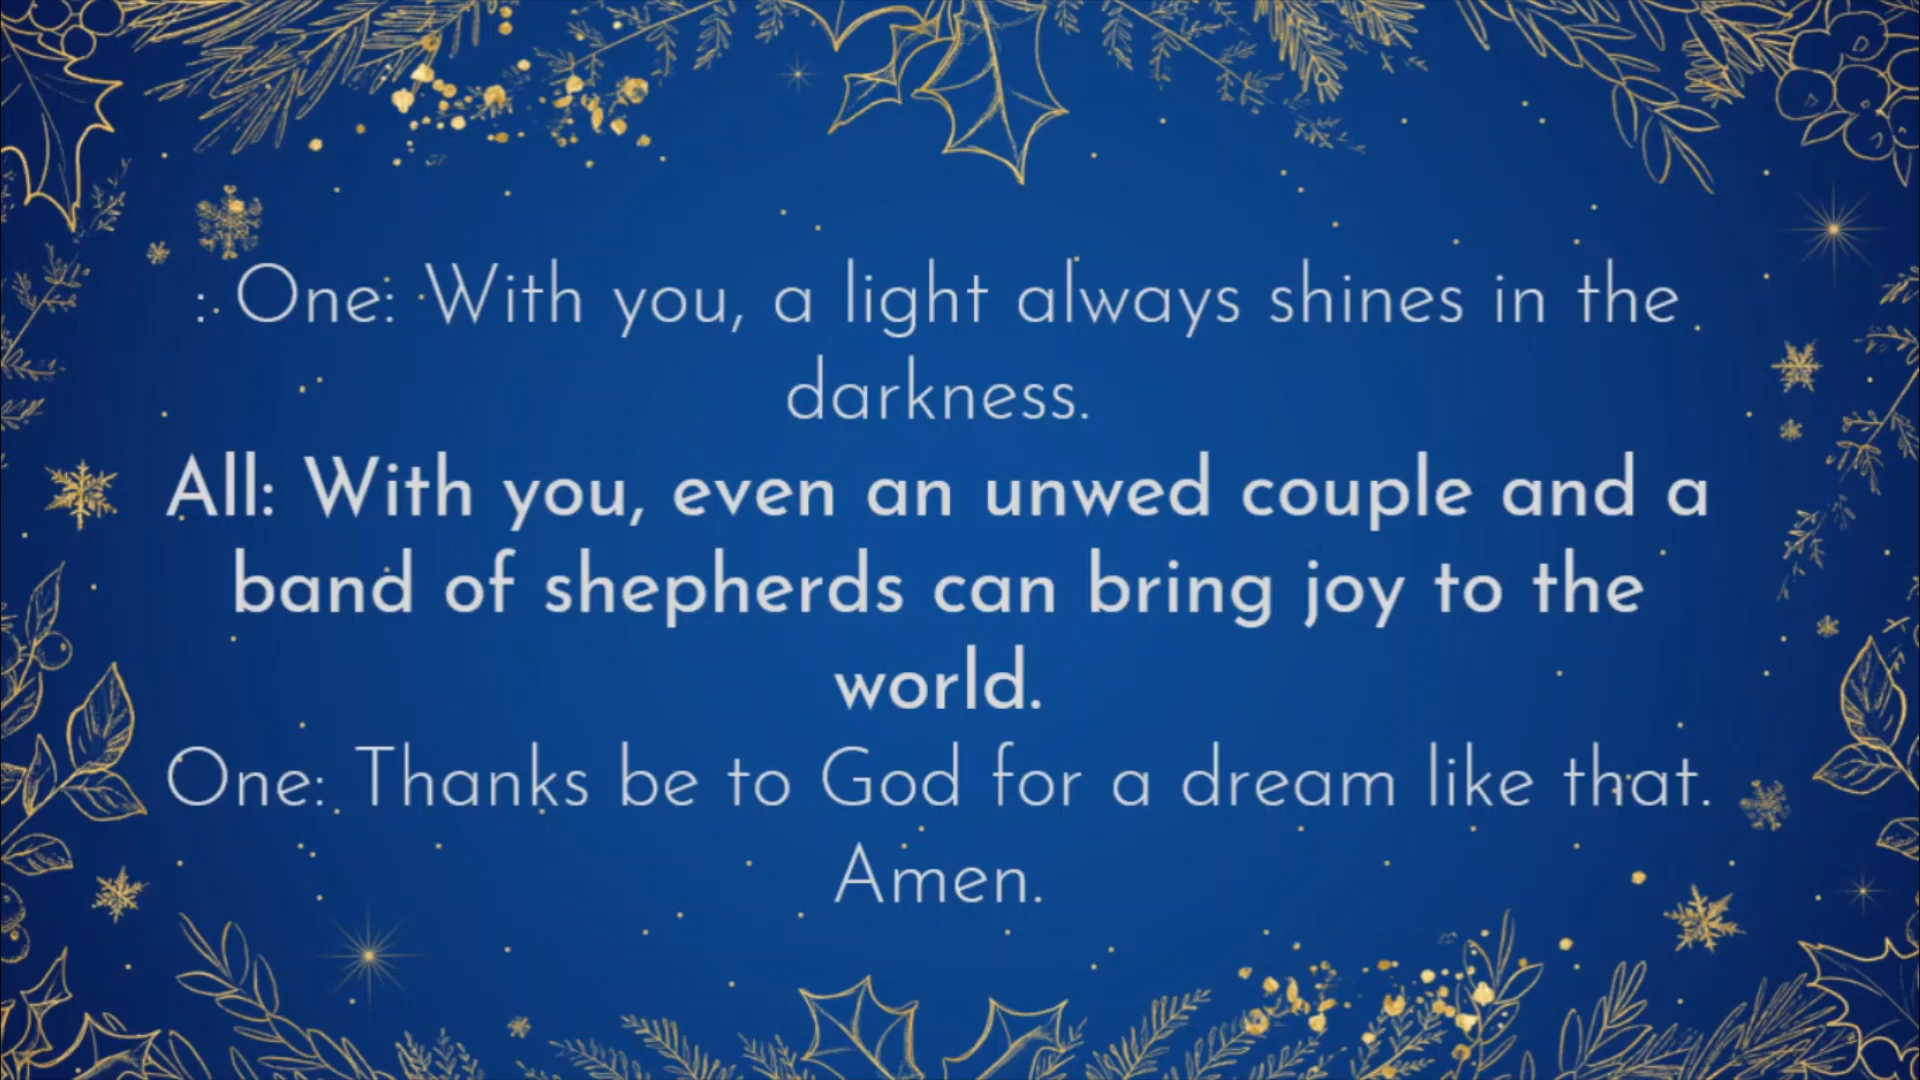 : One: With you, a light always shines in the
darkness.
All: With you, even an unwed couple and a
band of shepherds can bring joy to the
world.
One: Thanks be to God for a dream like that.
Amen.